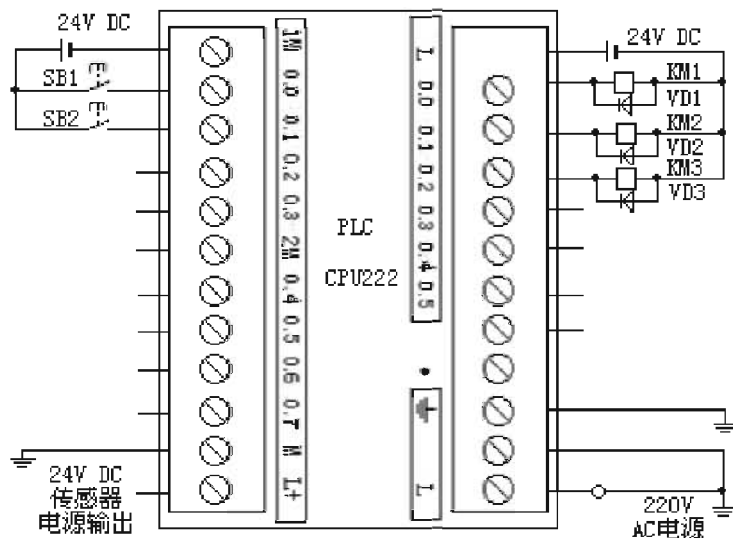 24V DC
SB1
SB2
1M
0.0
0.1
0.2
0.3
2M
0.4
0.5
0.6
0.7
M
L+
24V DC
传感器
电源输出
PLC
CPU222
L
0.0
0.1
0.2
0.3
0.4
0.5
L
24V DC
KM1
VD1
KM2
VD2
KM3
VD3
220V
AC电源